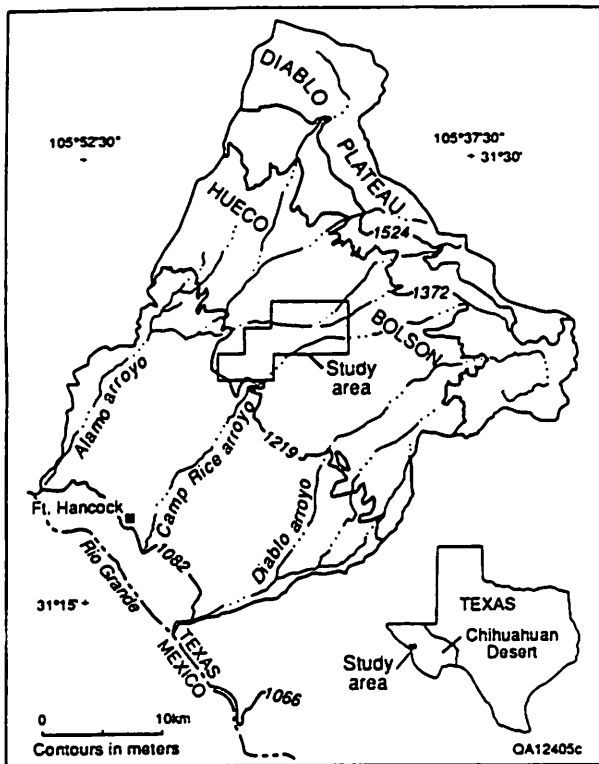 DIABLO
PLATEAU
105°52'30"
105°37'30"
31°30'
HUECO
1524
1372
BOLSON
Study
area
Alamo arroyo
Camp Rice arroyo
1219
Diablo arroyo
Ft. Hancock
1082
Rio Grande
31°15'
TEXAS
MEXICO
1066
TEXAS
Chihuahuan
Desert
Study
area
0
10km
Contours in meters
QA12405c